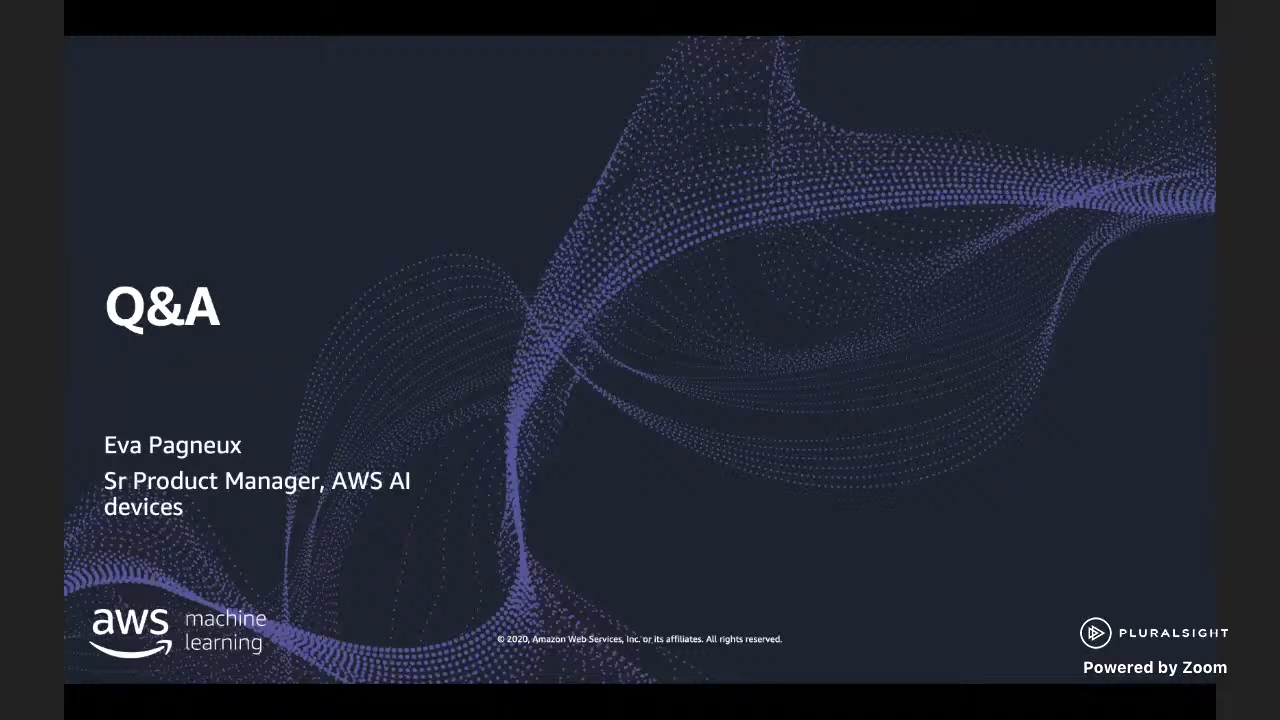 Q&A
Eva Pagneux
Sr Product Manager, AWS AI
devices
aws machine
learning
© 2020, Amazon Web Services, Inc. or its affiliates. All rights reserved.
PLURALSIGHT
Powered by Zoom